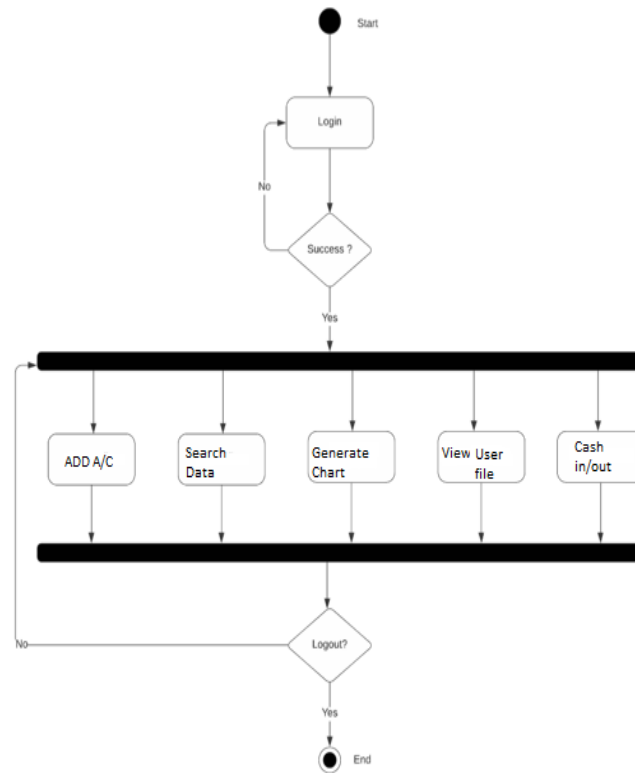 Start
Login
No
Success ?
Yes
ADD A/C
Search
Data
Generate
Chart
View User
file
Cash
in/out
No
Logout?
Yes
End